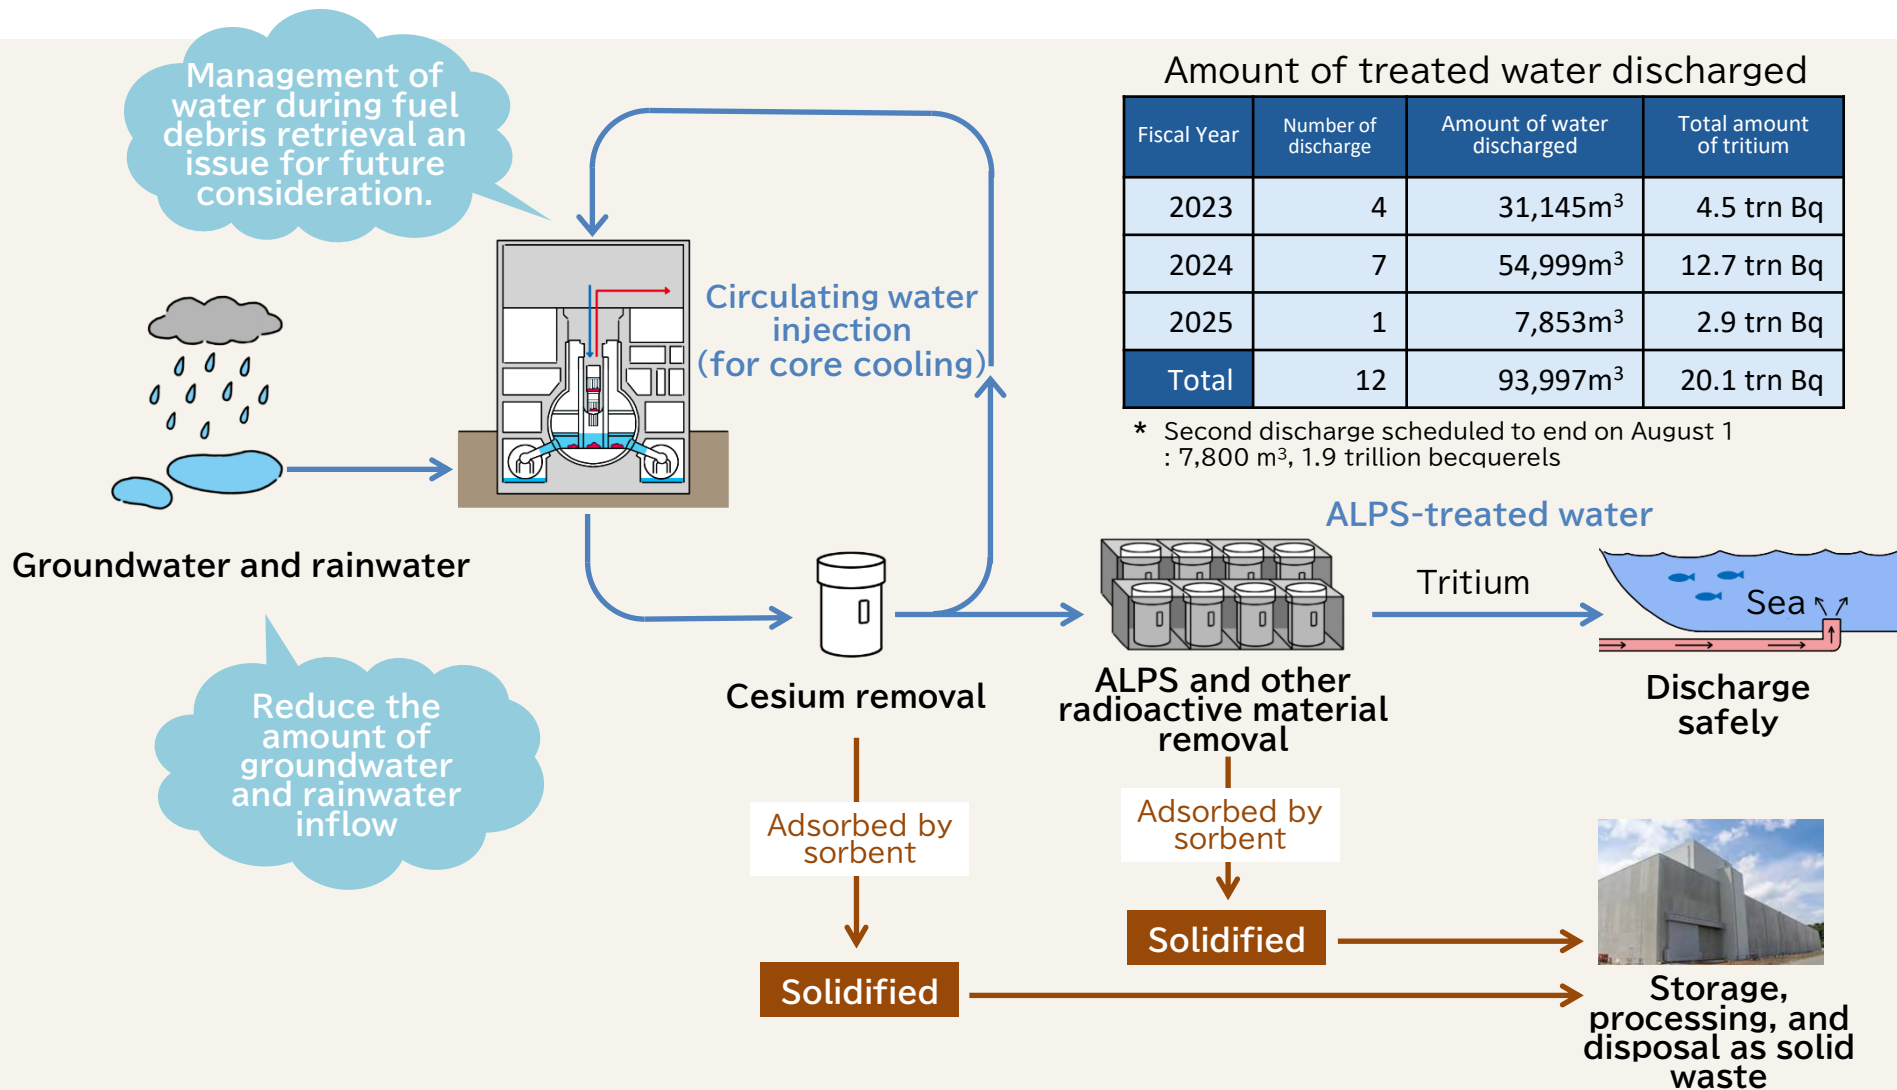 Management of
water during fuel
debris retrieval an
issue for future
consideration.
Amount of treated water discharged
Fiscal Year
Number of
discharge
Amount of water
discharged
Total amount
of tritium
2023 4 31,145m³ 4.5 trn Bq
2024 7 54,999m³ 12.7 trn Bq
2025 1 7,853m³ 2.9 trn Bq
Total 12 93,997m³ 20.1 trn Bq
* Second discharge scheduled to end on August 1
: 7,800 m³, 1.9 trillion becquerels
Circulating water
injection
(for core cooling)
Groundwater and rainwater
Reduce the
amount of
groundwater
and rainwater
inflow
Cesium removal
ALPS and other
radioactive material
removal
ALPS-treated water
Tritium
Sea
Discharge
safely
Adsorbed by
sorbent
Adsorbed by
sorbent
Solidified
Solidified
Storage,
processing, and
disposal as solid
waste